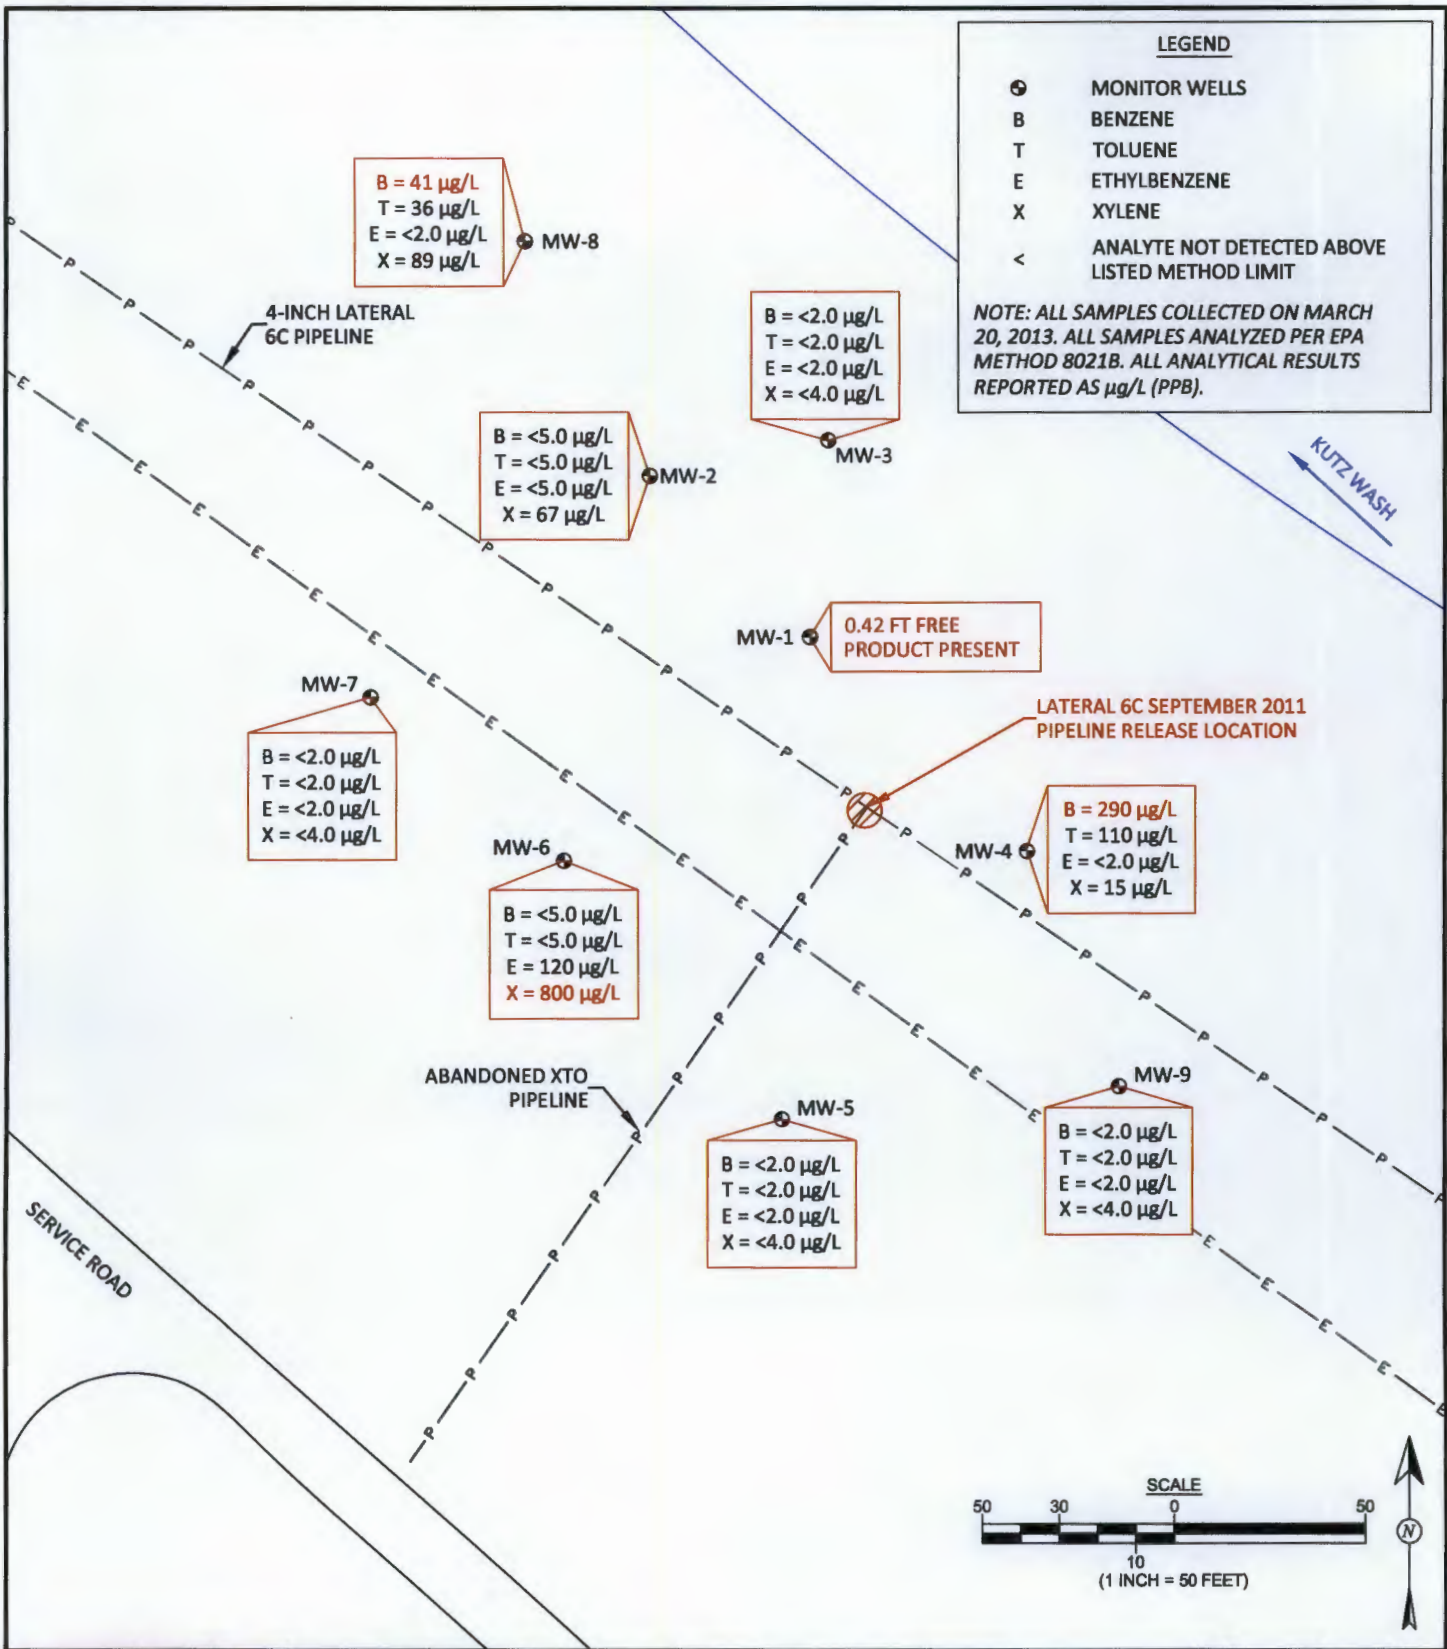 LEGEND
MONITOR WELLS
B BENZENE
T TOLUENE
E ETHYLBENZENE
X XYLENE
< ANALYTE NOT DETECTED ABOVE
LISTED METHOD LIMIT
NOTE: ALL SAMPLES COLLECTED ON MARCH
20, 2013. ALL SAMPLES ANALYZED PER EPA
METHOD 8021B. ALL ANALYTICAL RESULTS
REPORTED AS µg/L (PPB).
B = 41 µg/L
T = 36 µg/L
E = <2.0 µg/L
X = 89 µg/L
MW-8
4-INCH LATERAL
6C PIPELINE
B = <2.0 µg/L
T = <2.0 µg/L
E = <2.0 µg/L
X = <4.0 µg/L
MW-3
B = <5.0 µg/L
T = <5.0 µg/L
E = <5.0 µg/L
X = 67 µg/L
MW-2
KUTZ WASH
MW-1
0.42 FT FREE
PRODUCT PRESENT
MW-7
B = <2.0 µg/L
T = <2.0 µg/L
E = <2.0 µg/L
X = <4.0 µg/L
LATERAL 6C SEPTEMBER 2011
PIPELINE RELEASE LOCATION
MW-4
B = 290 µg/L
T = 110 µg/L
E = <2.0 µg/L
X = 15 µg/L
MW-6
B = <5.0 µg/L
T = <5.0 µg/L
E = 120 µg/L
X = 800 µg/L
ABANDONED XTO
PIPELINE
MW-5
B = <2.0 µg/L
T = <2.0 µg/L
E = <2.0 µg/L
X = <4.0 µg/L
MW-9
B = <2.0 µg/L
T = <2.0 µg/L
E = <2.0 µg/L
X = <4.0 µg/L
SERVICE ROAD
SCALE
50 30 0 50
10
(1 INCH = 50 FEET)
N